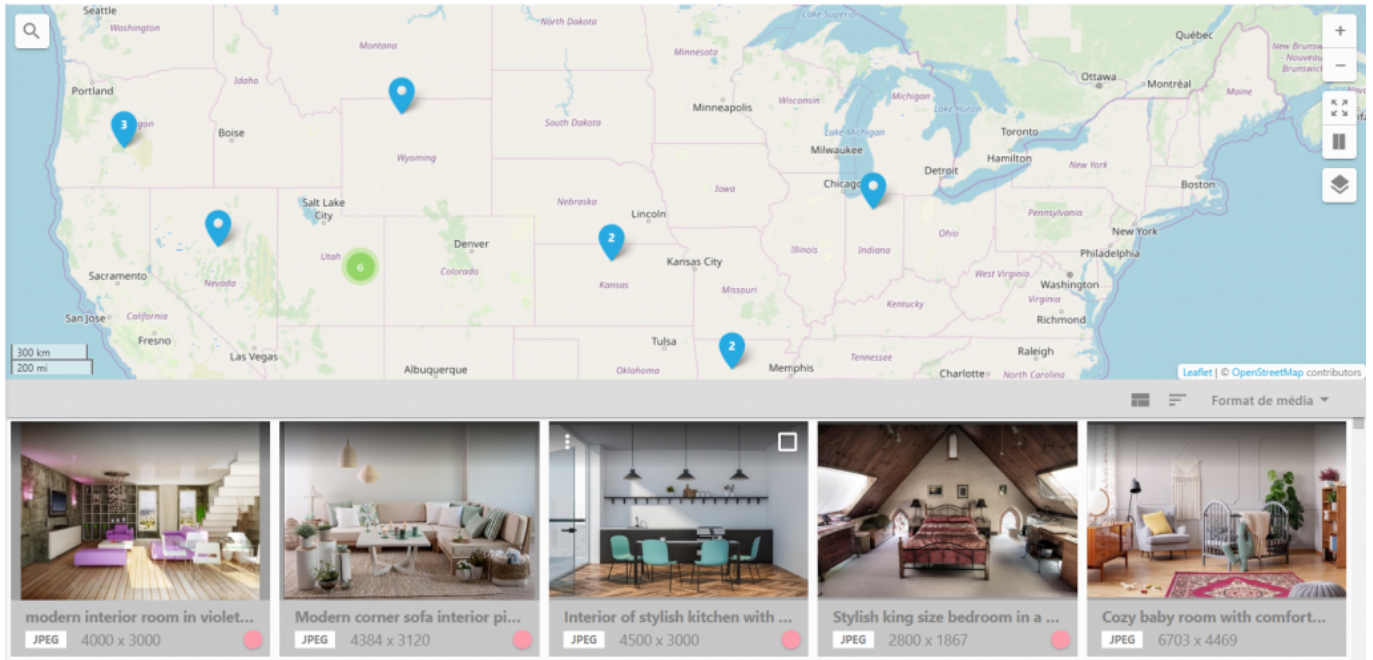 Seattle
Washington
North Dakota
Lake Superior
Montana
Minnesota
Québec
New Brunsw
Nouveau
Brunswick
Idaho
Ottawa
Montréal
Portland
Wisconsin
Michigan
Lake Huron
Maine
Minneapolis
3
gon
Boise
South Dakota
Lake Michigan
Toronto
Milwaukee
Hamilton
New York
Wyoming
Detroit
Chicago
Boston
Iowa
Salt Lake
City
Nebraska
Lincoln
Pennsylvania
New York
2
Ohio
Denver
Utah
6
Colorado
Kansas City
Illinois
Indiana
Philadelphia
Sacramento
Nevada
Kansas
Missouri
West Virginia
Washington
Virginia
Kentucky
San Jose
California
Richmond
Fresno
Tulsa
2
Raleigh
300 km
200 mi
Las Vegas
Tennessee
Albuquerque
Oklahoma
Memphis
Charlotte
North Carolina
Leaflet | © OpenStreetMap contributors
Format de média
modern interior room in violet...
JPEG 4000 x 3000
Modern corner sofa interior pi...
JPEG 4384 x 3120
Interior of stylish kitchen with ...
JPEG 4500 x 3000
Stylish king size bedroom in a ...
JPEG 2800 x 1867
Cozy baby room with comfort...
JPEG 6703 x 4469